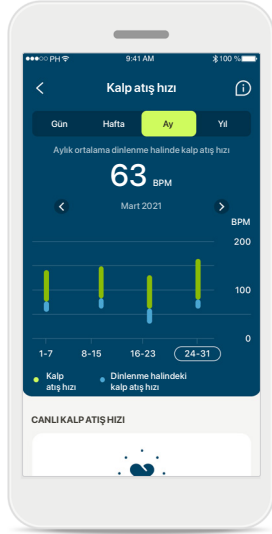 PH 9:41 AM 100 %
Kalp atış hızı
Gün Hafta Ay Yıl
Aylık ortalama dinlenme halinde kalp atış hızı
63 BPM
Mart 2021
BPM
200
100
0
1-7 8-15 16-23 24-31
Kalp atış hızı
Dinlenme halindeki kalp atış hızı
CANLI KALP ATIŞ HIZI